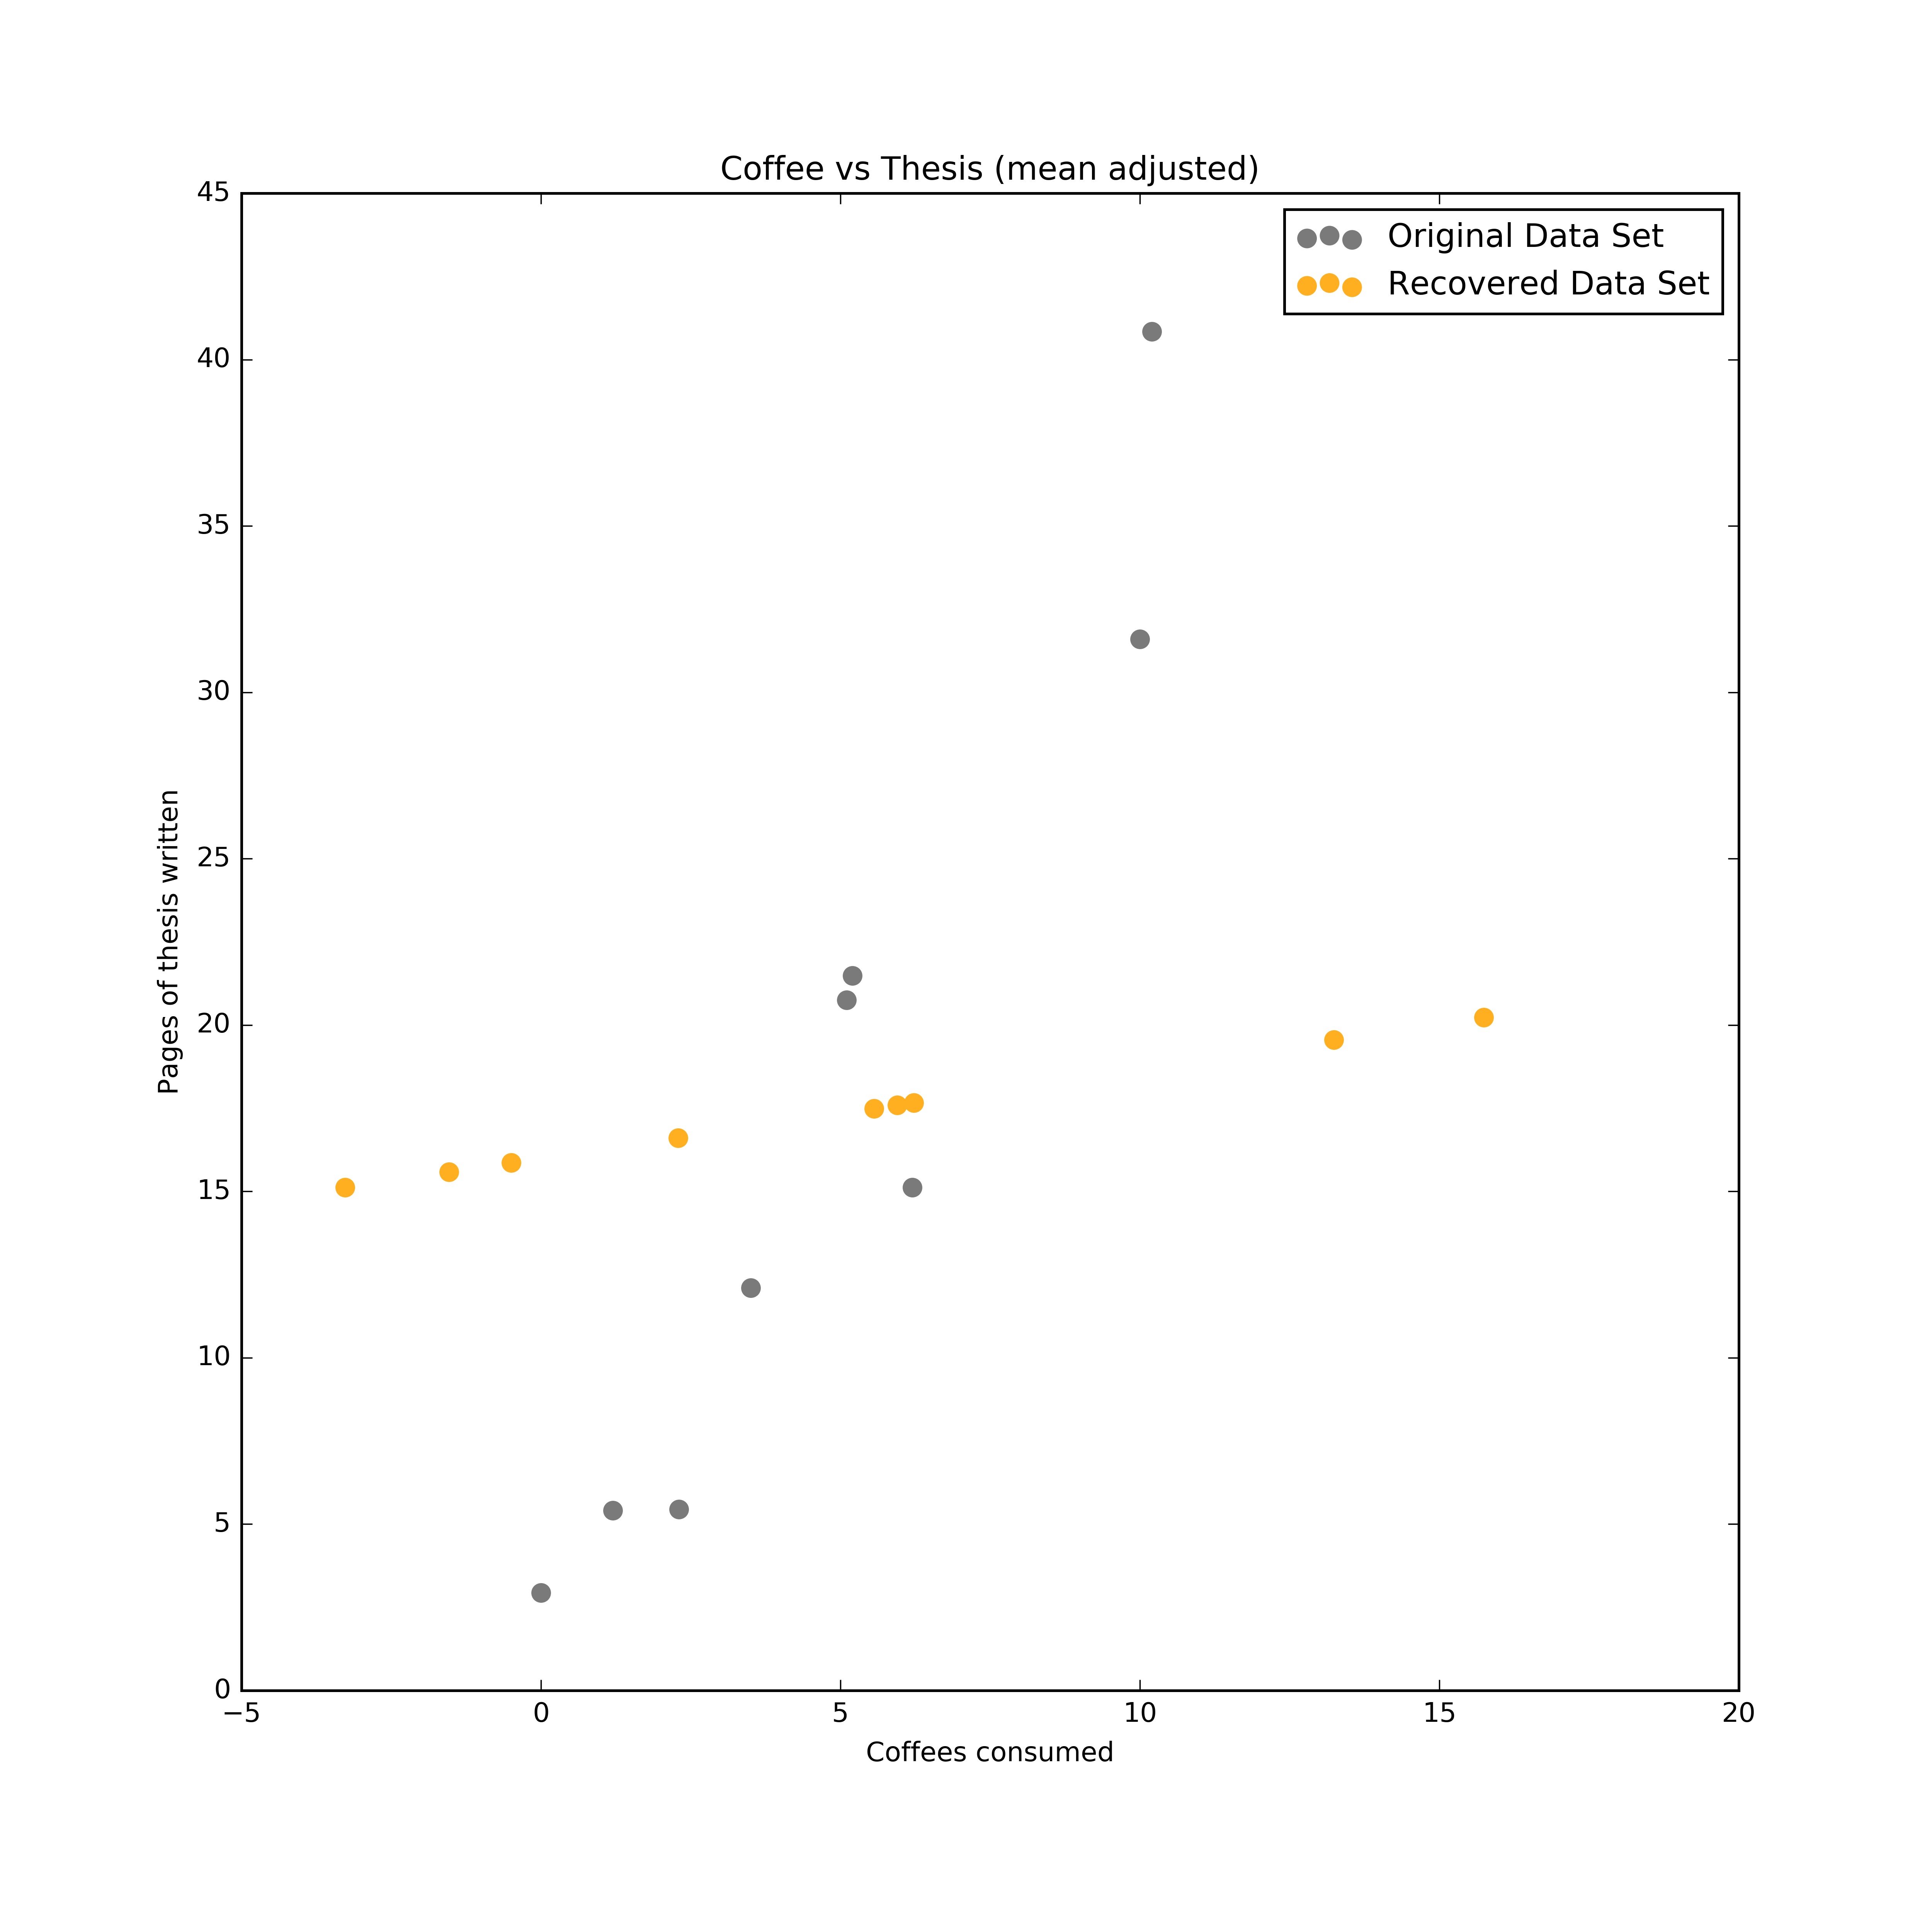 Coffee vs Thesis (mean adjusted)
Original Data Set
Recovered Data Set
45
40
35
30
25
20
15
10
5
0
Pages of thesis written
−5 0 5 10 15 20
Coffees consumed